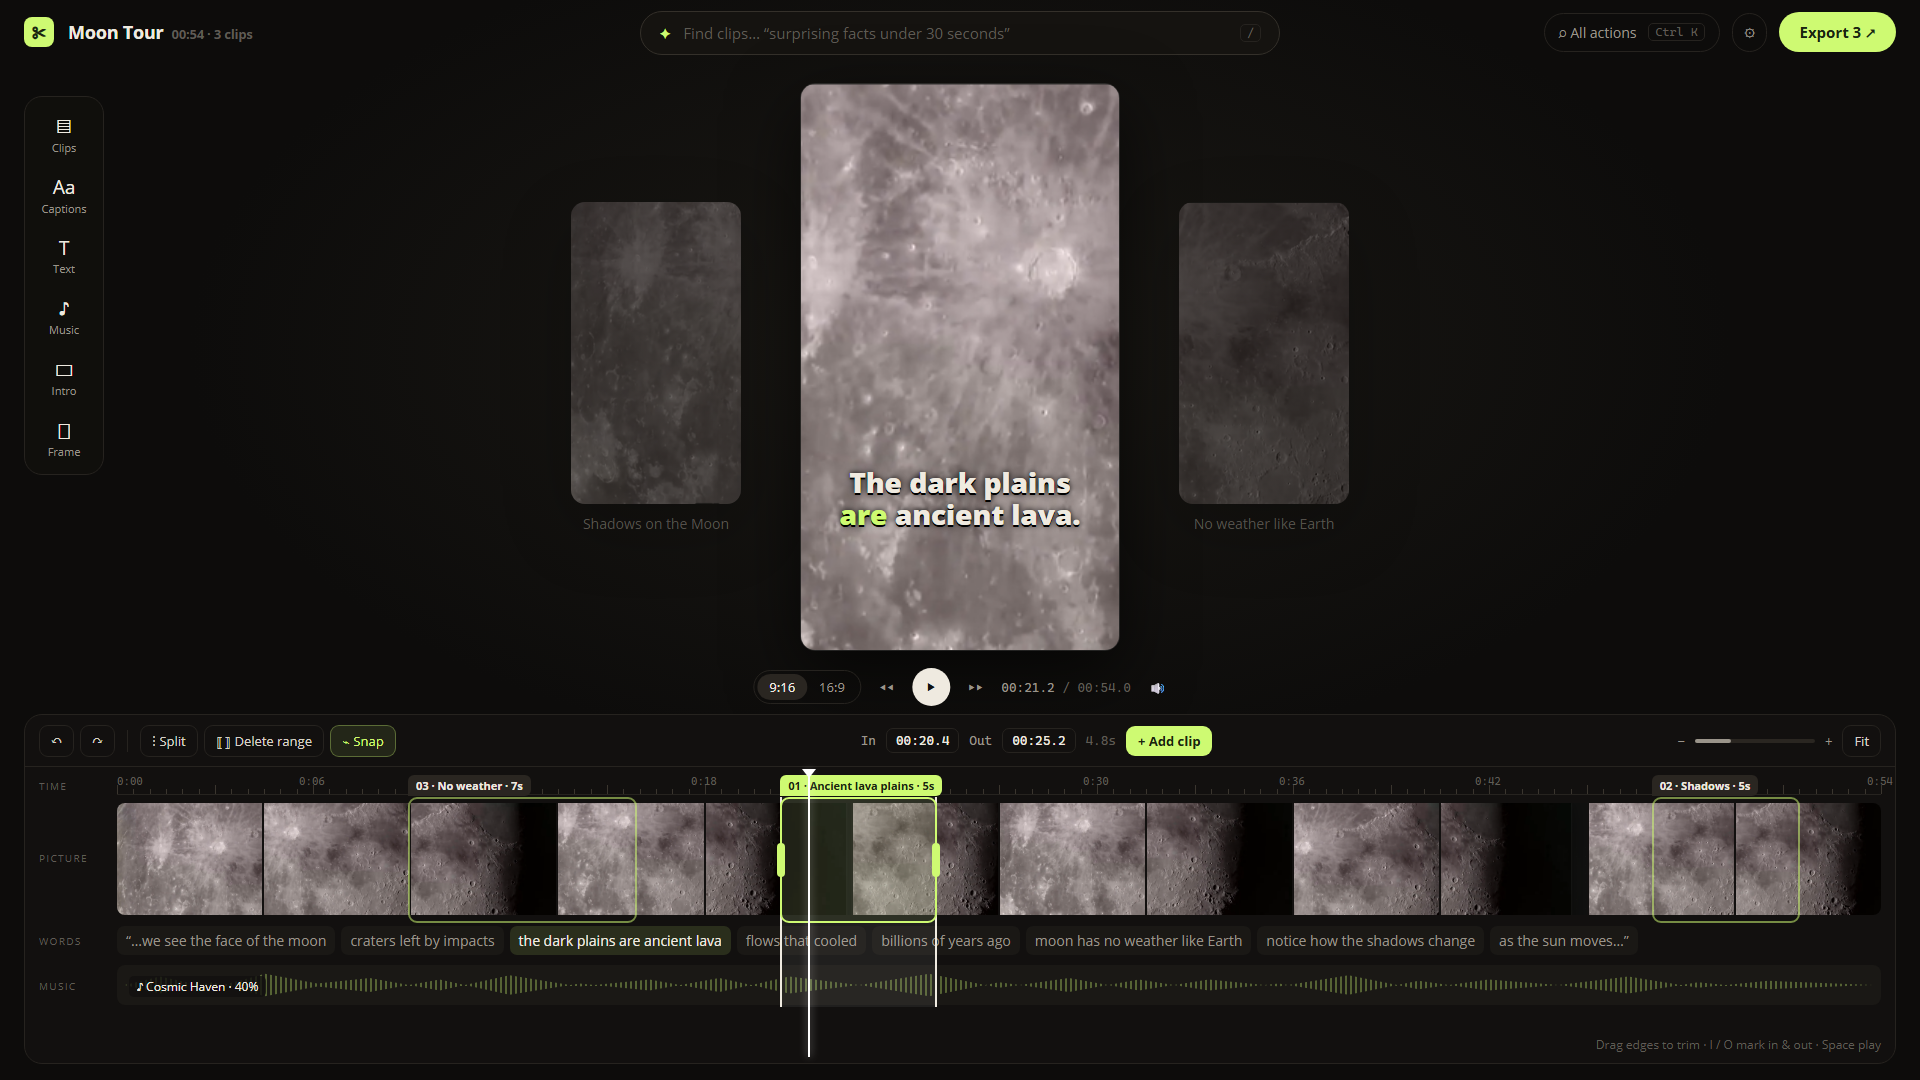 Moon Tour 00:54 · 3 clips
Find clips... “surprising facts under 30 seconds”
/
All actions Ctrl K
Export 3 ↗
Clips
Aa
Captions
T
Text
Music
Intro
Frame
Shadows on the Moon
The dark plains
are ancient lava.
No weather like Earth
9:16 16:9
00:21.2 / 00:54.0
Split
Delete range
Snap
In 00:20.4 Out 00:25.2 4.8s + Add clip
− + Fit
TIME
0:00 0:06 0:18 0:30 0:36 0:42 0:54
03 · No weather · 7s
01 · Ancient lava plains · 5s
02 · Shadows · 5s
PICTURE
WORDS
“...we see the face of the moon
craters left by impacts
the dark plains are ancient lava
flows that cooled
billions of years ago
moon has no weather like Earth
notice how the shadows change
as the sun moves...”
MUSIC
♪ Cosmic Haven · 40%
Drag edges to trim · I / O mark in & out · Space play